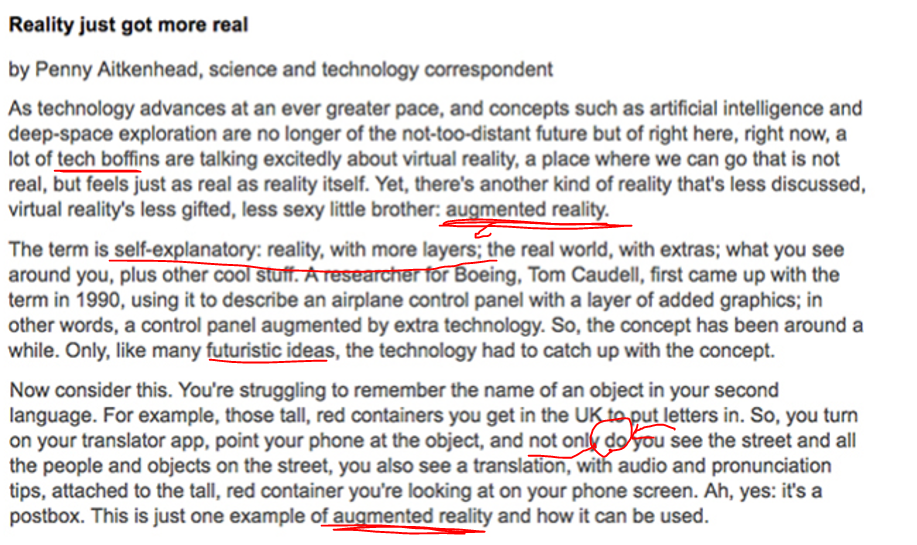 Reality just got more real
by Penny Aitkenhead, science and technology correspondent
As technology advances at an ever greater pace, and concepts such as artificial intelligence and
deep-space exploration are no longer of the not-too-distant future but of right here, right now, a
lot of tech boffins are talking excitedly about virtual reality, a place where we can go that is not
real, but feels just as real as reality itself. Yet, there's another kind of reality that's less discussed,
virtual reality's less gifted, less sexy little brother: augmented reality.
The term is self-explanatory: reality, with more layers; the real world, with extras; what you see
around you, plus other cool stuff. A researcher for Boeing, Tom Caudell, first came up with the
term in 1990, using it to describe an airplane control panel with a layer of added graphics; in
other words, a control panel augmented by extra technology. So, the concept has been around a
while. Only, like many futuristic ideas, the technology had to catch up with the concept.
Now consider this. You're struggling to remember the name of an object in your second
language. For example, those tall, red containers you get in the UK to put letters in. So, you turn
on your translator app, point your phone at the object, and not only do you see the street and all
the people and objects on the street, you also see a translation, with audio and pronunciation
tips, attached to the tall, red container you're looking at on your phone screen. Ah, yes: it's a
postbox. This is just one example of augmented reality and how it can be used.